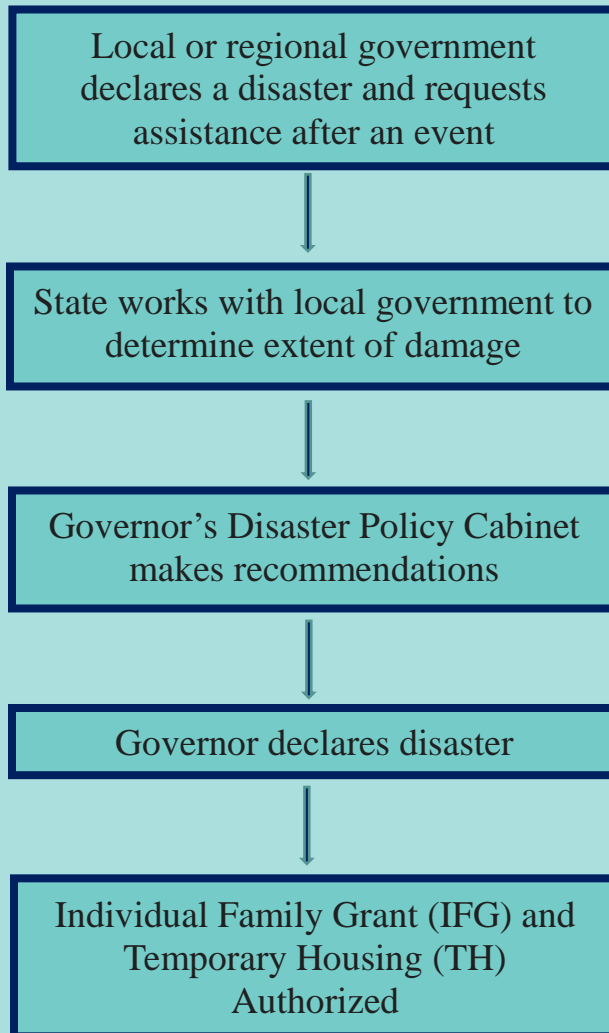 Local or regional government
declares a disaster and requests
assistance after an event
State works with local government to
determine extent of damage
Governor’s Disaster Policy Cabinet
makes recommendations
Governor declares disaster
Individual Family Grant (IFG) and
Temporary Housing (TH)
Authorized